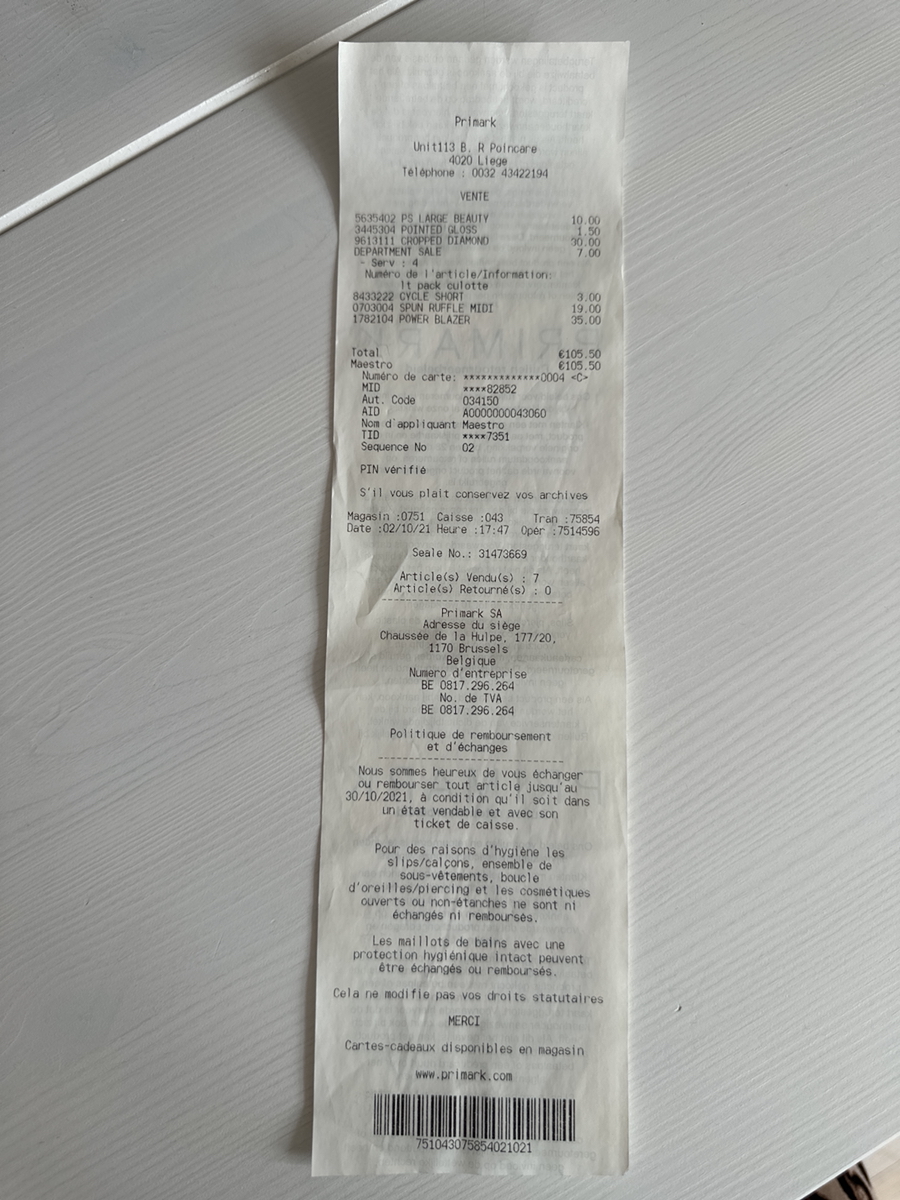 Primark
Unit113 B. R Poincare
4020 Liege
Téléphone : 0032 43422194
VENTE
5635402 PS LARGE BEAUTY 10.00
3445304 POINTED GLOSS 1.50
9613111 CROPPED DIAMOND 30.00
DEPARTMENT SALE 7.00
- Serv : 4
Numéro de l'article/Information:
lt pack culotte
8433222 CYCLE SHORT 3.00
0703004 SPUN RUFFLE MIDI 19.00
1782104 POWER BLAZER 35.00
Total €105.50
Maestro €105.50
Numéro de carte: *************0004 <C>
MID ****82852
Aut. Code 034150
AID A0000000043060
Nom d'appliquant Maestro
TID ****7351
Sequence No 02
PIN vérifié
S'il vous plait conservez vos archives
Magasin :0751 Caisse :043 Tran :75854
Date :02/10/21 Heure :17:47 Opér :7514596
Seale No.: 31473669
Article(s) Vendu(s) : 7
Article(s) Retourné(s) : 0
Primark SA
Adresse du siège
Chaussée de la Hulpe, 177/20,
1170 Brussels
Belgique
Numero d'entreprise
BE 0817.296.264
No. de TVA
BE 0817.296.264
Politique de remboursement
et d'échanges
Nous sommes heureux de vous échanger
ou rembourser tout article jusqu'au
30/10/2021, à condition qu'il soit dans
un état vendable et avec son
ticket de caisse.
Pour des raisons d'hygiène les
slips/calçons, ensemble de
sous-vêtements, boucle
d'oreilles/piercing et les cosmétiques
ouverts ou non-étanches ne sont ni
échangés ni remboursés.
Les maillots de bains avec une
protection hygiénique intact peuvent
être échangés ou remboursés.
Cela ne modifie pas vos droits statutaires
MERCI
Cartes-cadeaux disponibles en magasin
www.primark.com
751043075854021021